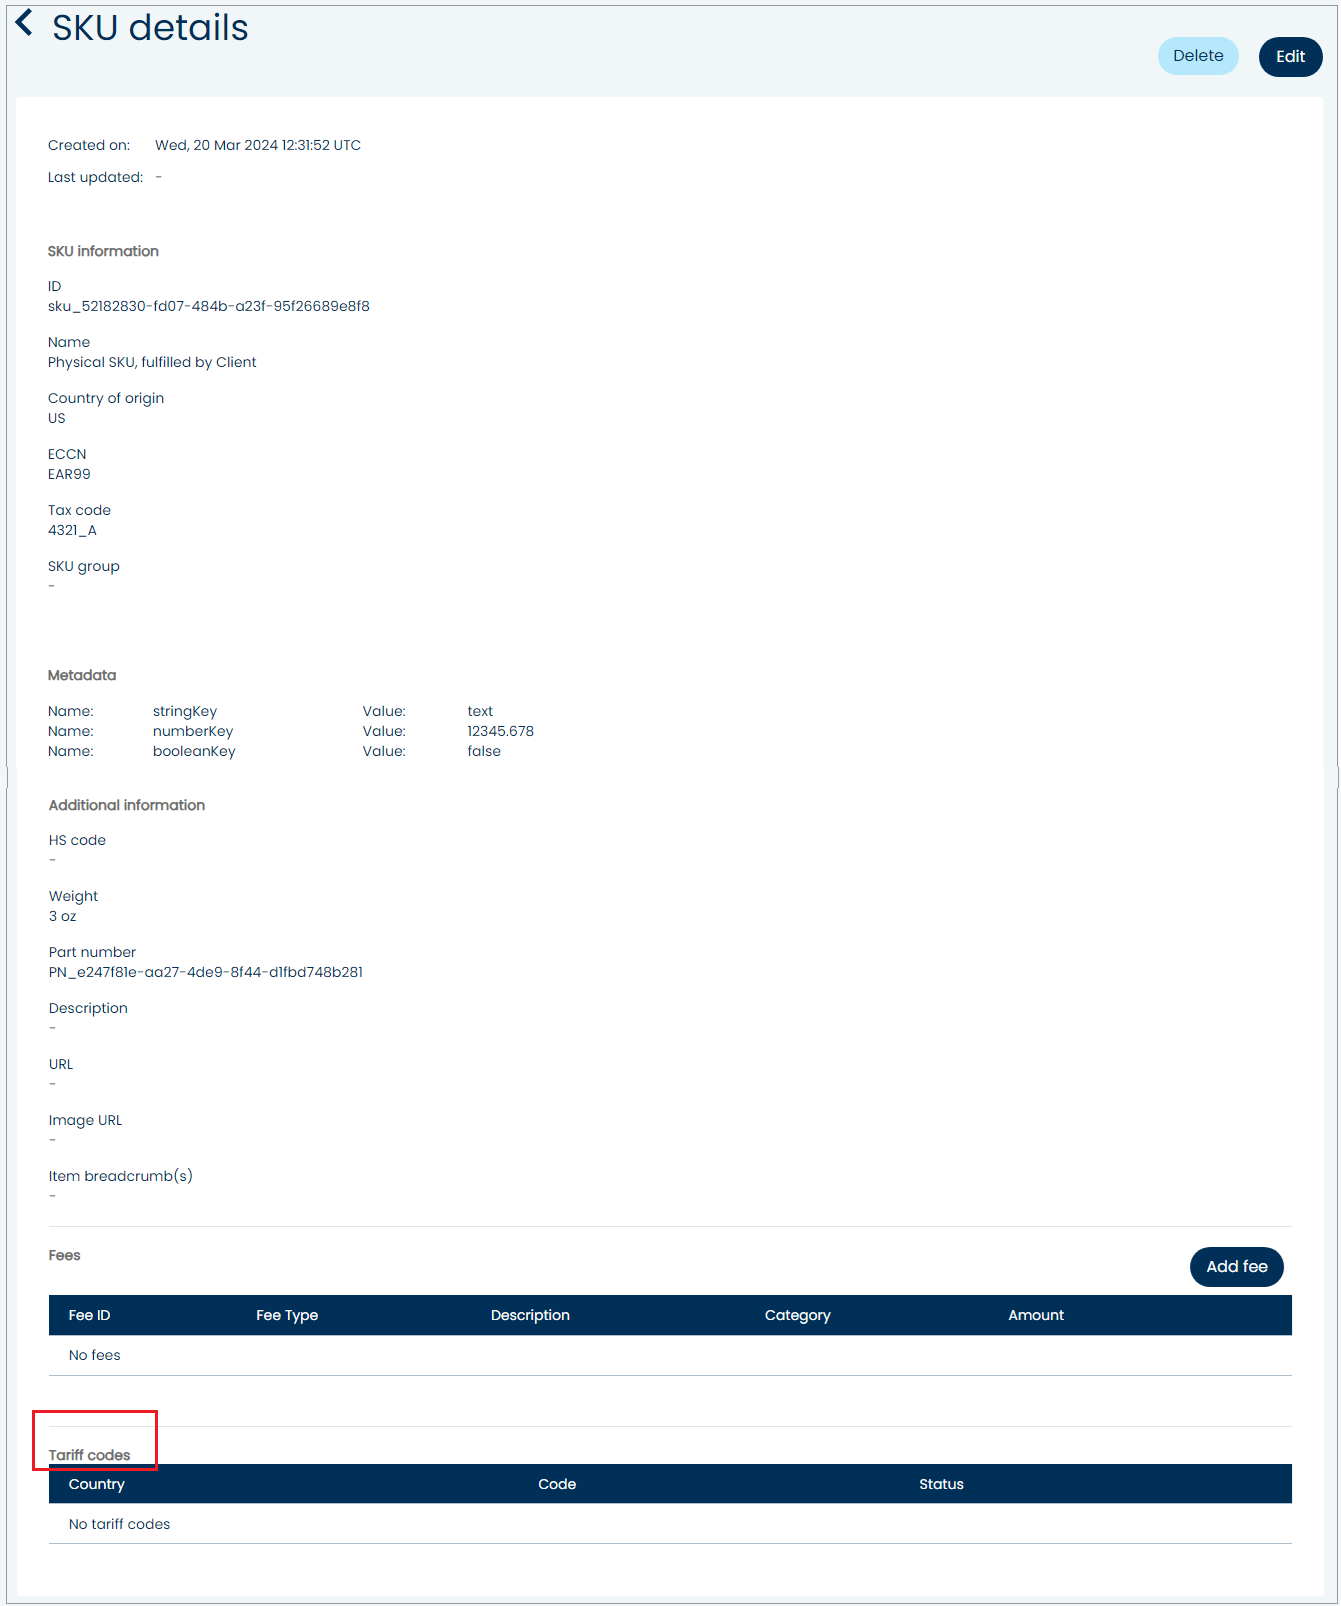 SKU details
Delete Edit
Created on: Wed, 20 Mar 2024 12:31:52 UTC
Last updated: -
SKU information
ID
sku_52182830-fd07-484b-a23f-95f26689e8f8
Name
Physical SKU, fulfilled by Client
Country of origin
US
ECCN
EAR99
Tax code
4321_A
SKU group
-
Metadata
Name: stringKey Value: text
Name: numberKey Value: 12345.678
Name: booleanKey Value: false
Additional information
HS code
-
Weight
3 oz
Part number
PN_e247f81e-aa27-4de9-8f44-d1fbd748b281
Description
-
URL
-
Image URL
-
Item breadcrumb(s)
-
Fees
Add fee
Fee ID Fee Type Description Category Amount
No fees
Tariff codes
Country Code Status
No tariff codes